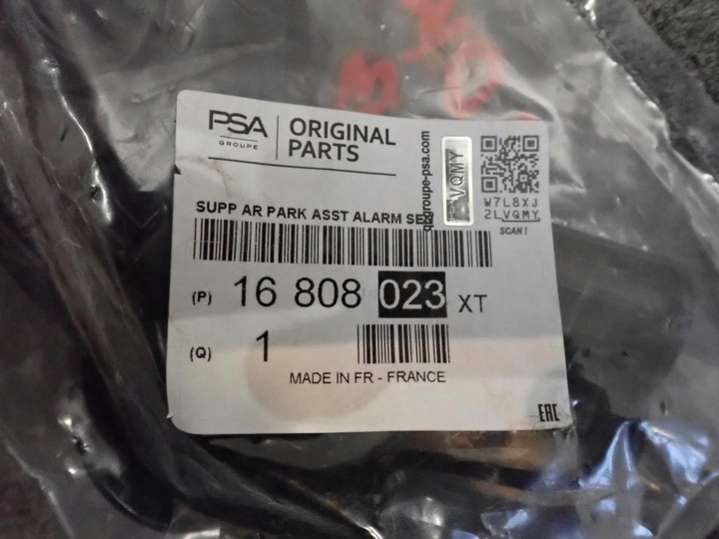 PSA
GROUPE
ORIGINAL
PARTS
qr.groupe-psa.com
VQMY
W7L8XJ
2LVQMY
SCAN !
SUPP AR PARK ASST ALARM SE
(P) 16 808 023 XT
(Q) 1
MADE IN FR - FRANCE
EAC